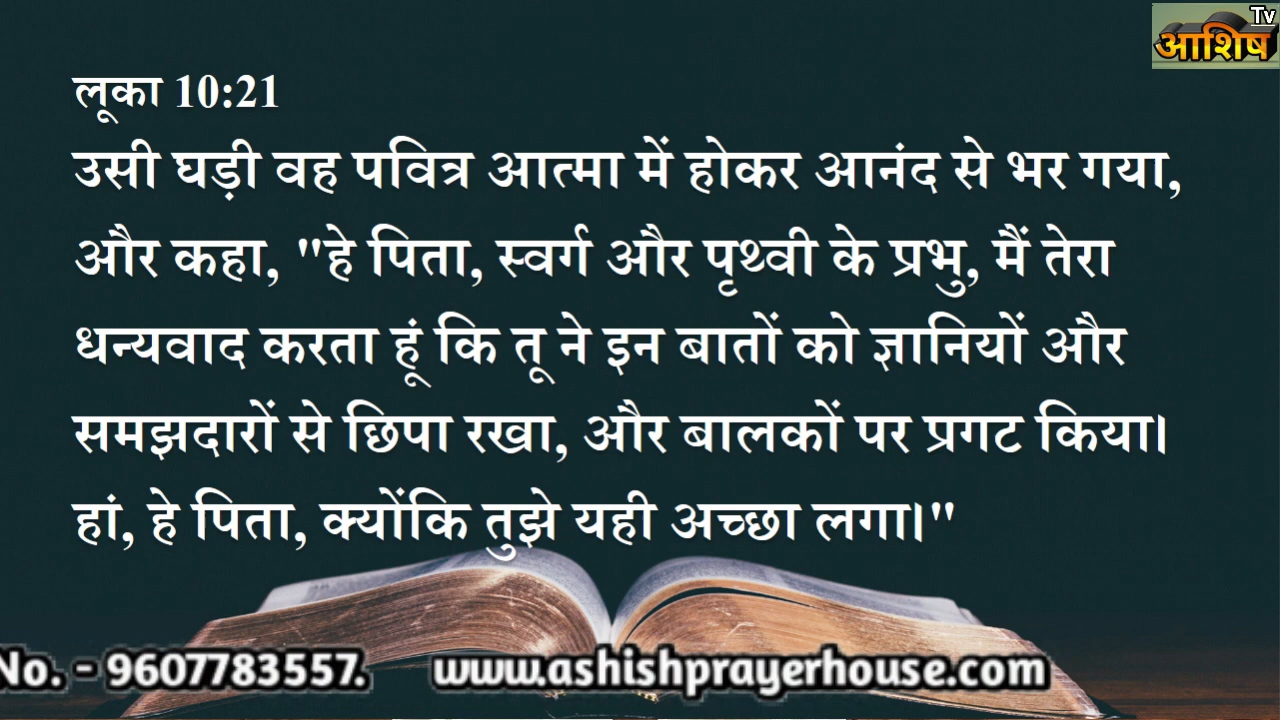 Tv
आशिष
लूका 10:21
उसी घड़ी वह पवित्र आत्मा में होकर आनंद से भर गया,
और कहा, "हे पिता, स्वर्ग और पृथ्वी के प्रभु, मैं तेरा
धन्यवाद करता हूं कि तू ने इन बातों को ज्ञानियों और
समझदारों से छिपा रखा, और बालकों पर प्रगट किया।
हां, हे पिता, क्योंकि तुझे यही अच्छा लगा।"
No. - 9607783557. www.ashishprayerhouse.com